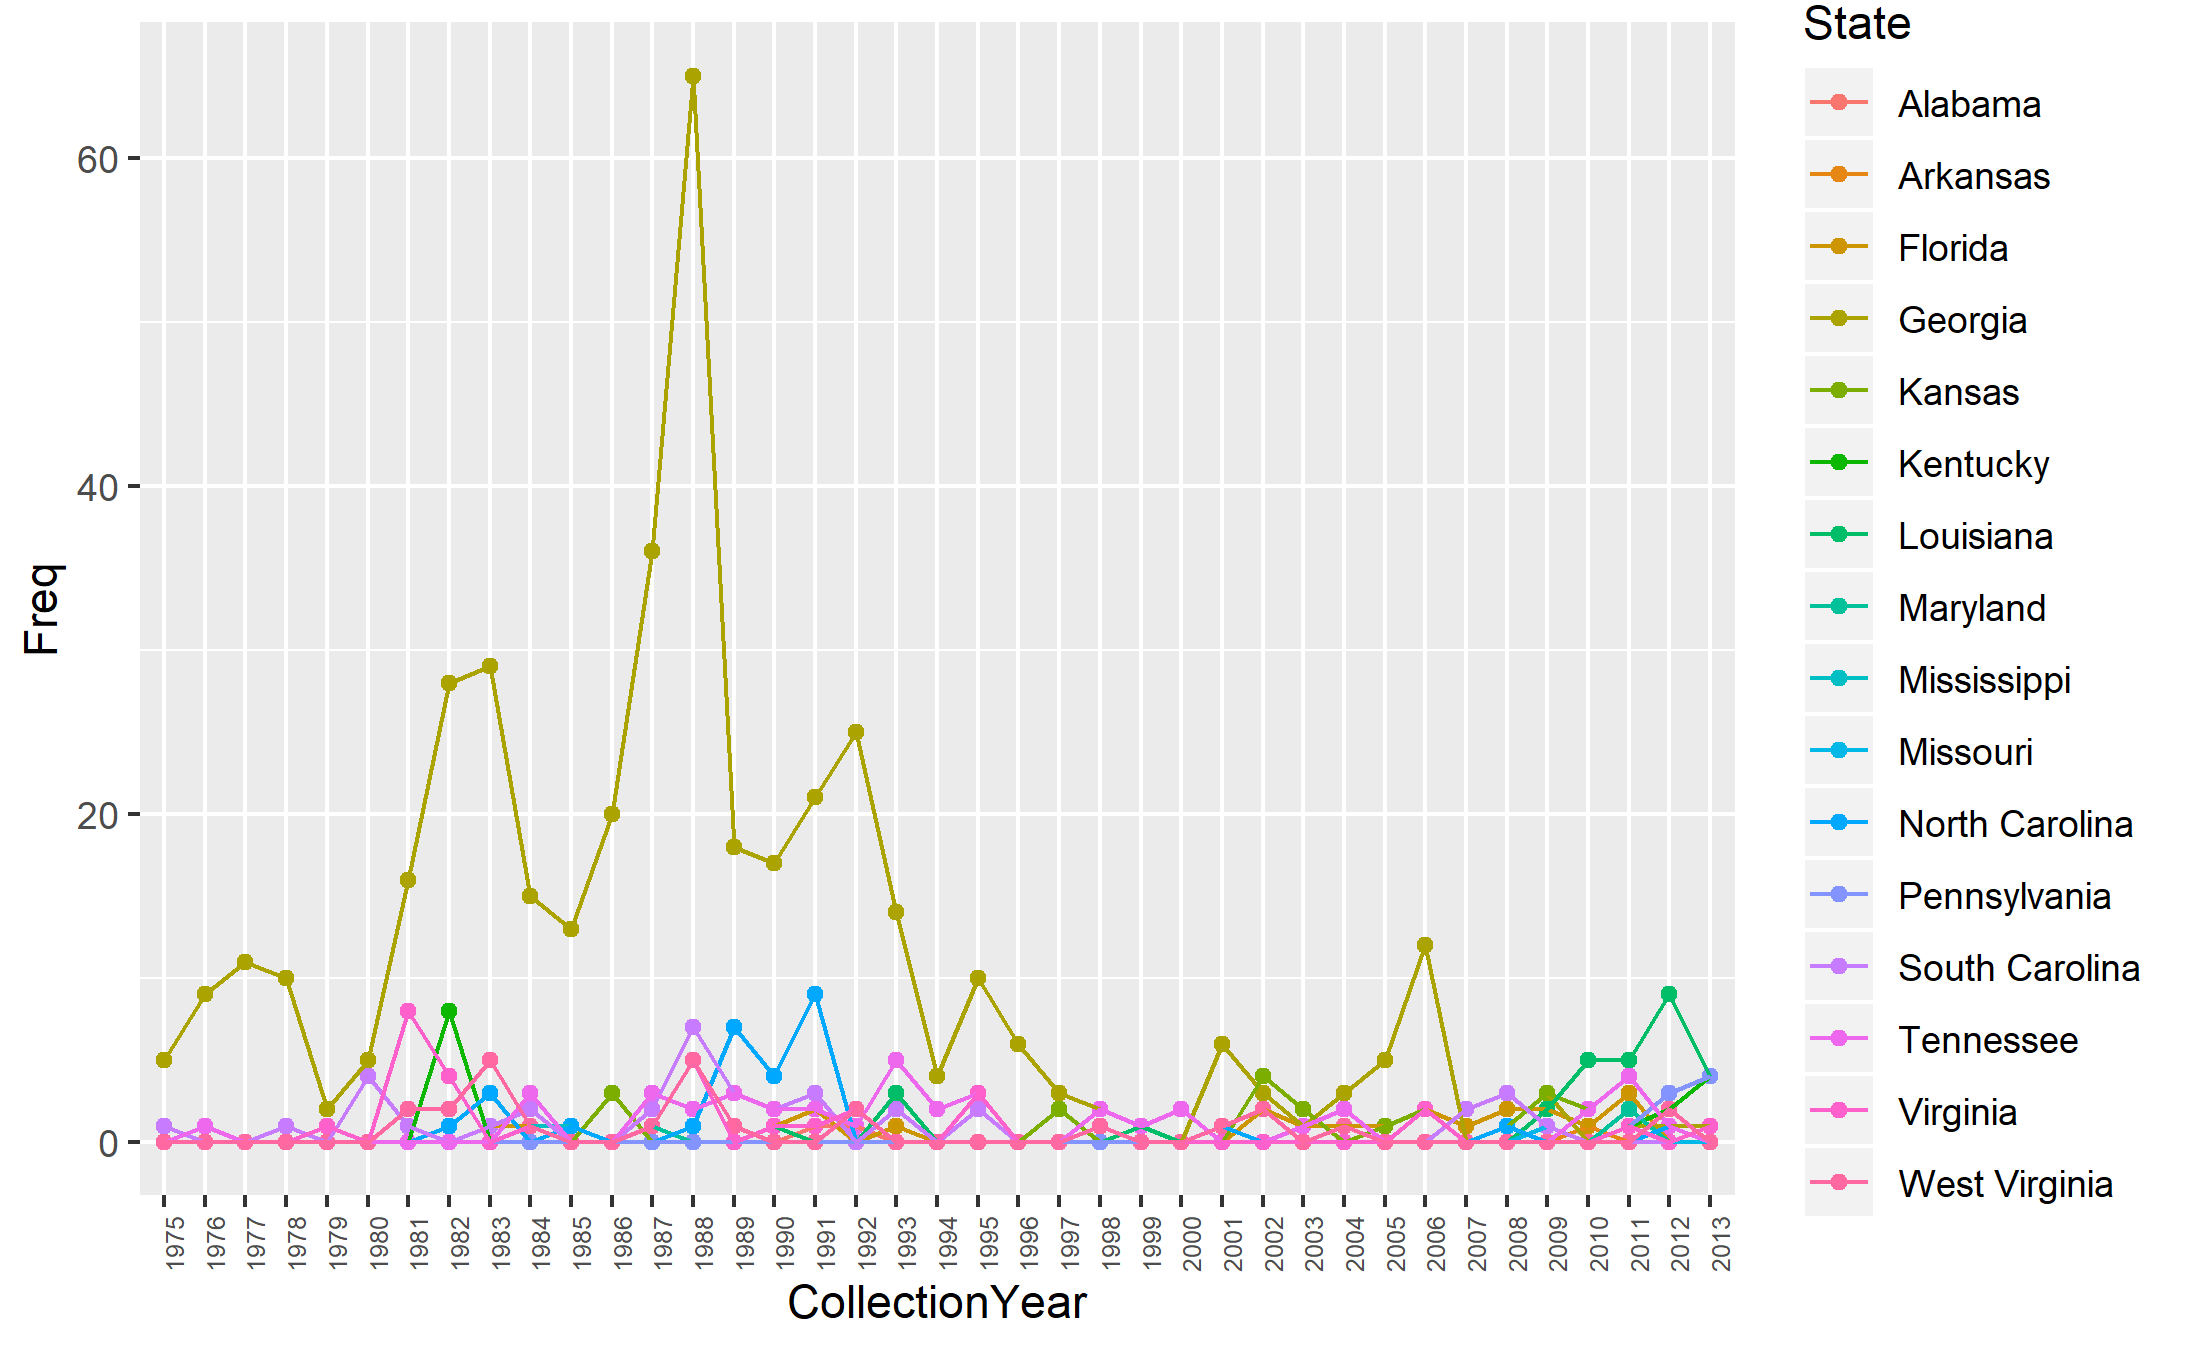 State
Alabama
Arkansas
Florida
Georgia
Kansas
Kentucky
Louisiana
Maryland
Mississippi
Missouri
North Carolina
Pennsylvania
South Carolina
Tennessee
Virginia
West Virginia
Freq
60
40
20
0
1975 1976 1977 1978 1979 1980 1981 1982 1983 1984 1985 1986 1987 1988 1989 1990 1991 1992 1993 1994 1995 1996 1997 1998 1999 2000 2001 2002 2003 2004 2005 2006 2007 2008 2009 2010 2011 2012 2013
CollectionYear